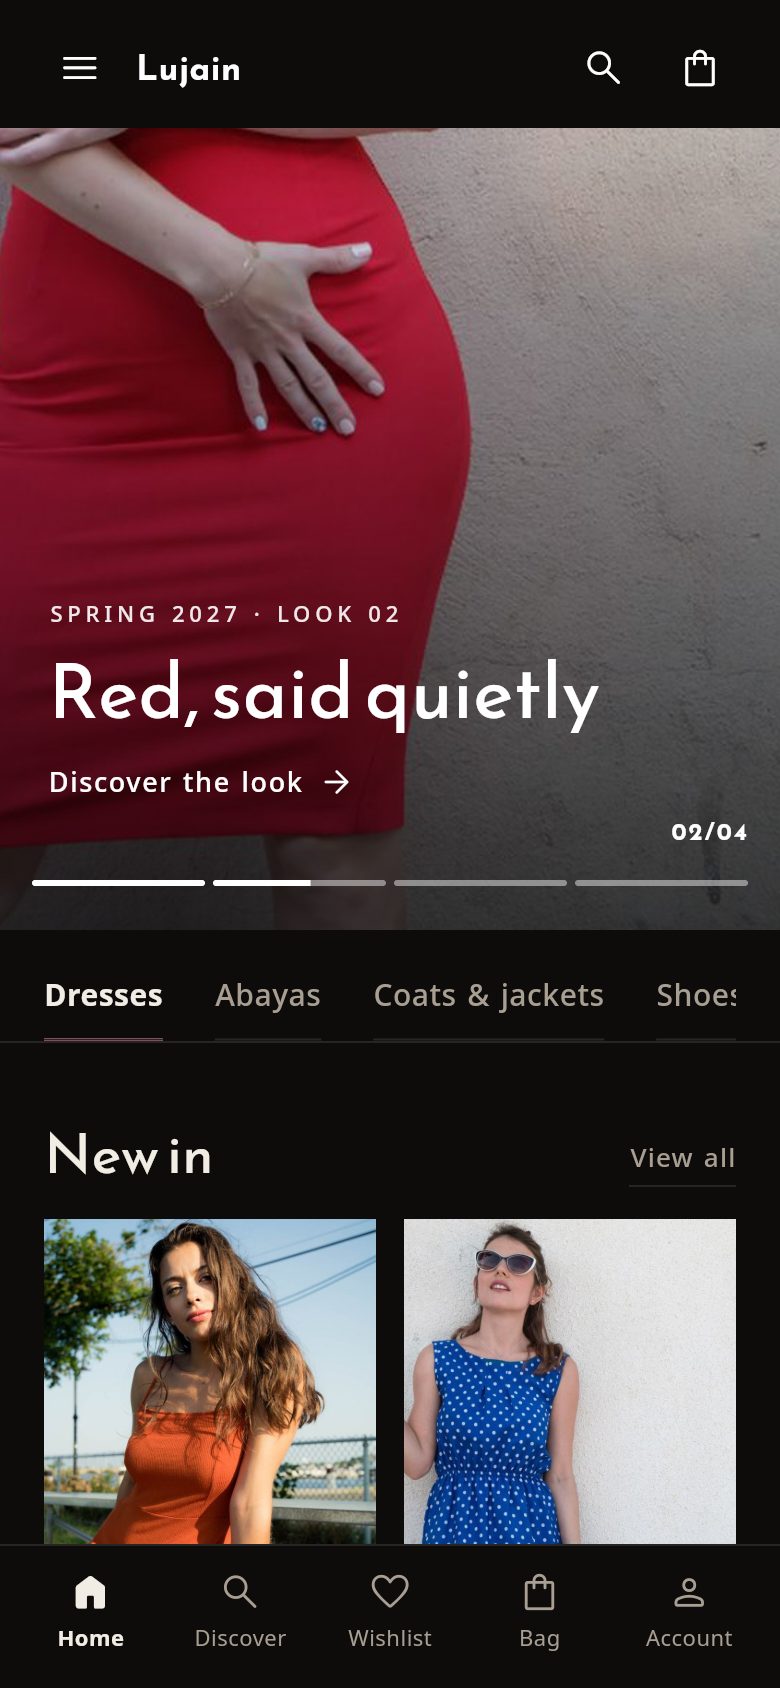 Lujain
SPRING 2027 · LOOK 02
Red, said quietly
Discover the look
02/04
Dresses Abayas Coats & jackets Shoes
New in
View all
Home Discover Wishlist Bag Account